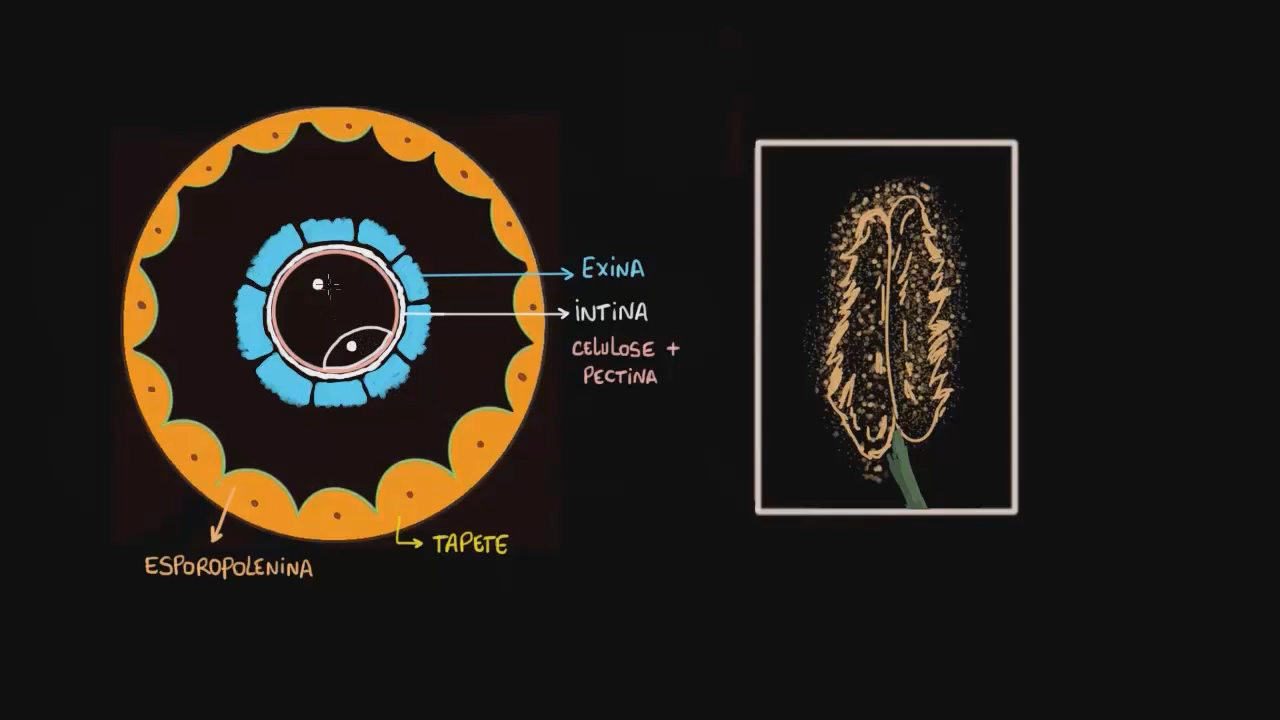 EXINA
INTINA
CELULOSE +
PECTINA
TAPETE
ESPOROPOLENINA